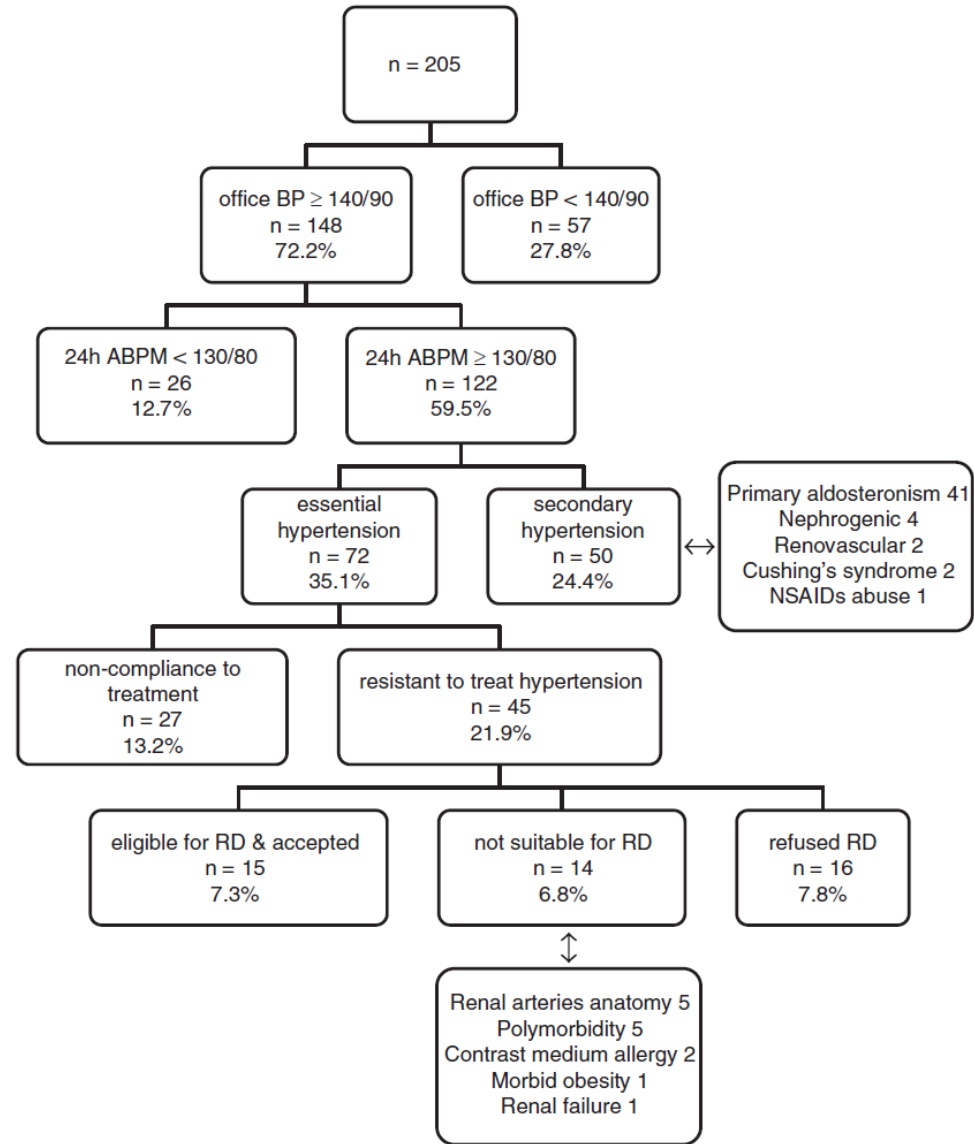 n = 205
office BP ≥ 140/90
n = 148
72.2%
office BP < 140/90
n = 57
27.8%
24h ABPM < 130/80
n = 26
12.7%
24h ABPM ≥ 130/80
n = 122
59.5%
essential
hypertension
n = 72
35.1%
secondary
hypertension
n = 50
24.4%
↔
Primary aldosteronism 41
Nephrogenic 4
Renovascular 2
Cushing's syndrome 2
NSAIDs abuse 1
non-compliance to
treatment
n = 27
13.2%
resistant to treat hypertension
n = 45
21.9%
eligible for RD & accepted
n = 15
7.3%
not suitable for RD
n = 14
6.8%
refused RD
n = 16
7.8%
↕
Renal arteries anatomy 5
Polymorbidity 5
Contrast medium allergy 2
Morbid obesity 1
Renal failure 1